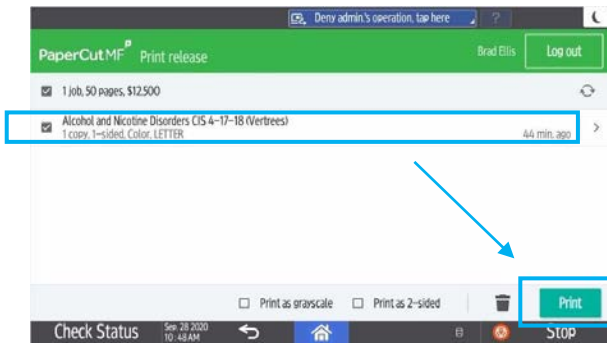 Deny admin.'s operation, tap here
?
PaperCut MF Print release
Brad Ellis
Log out
1 job, 50 pages, $12.500
Alcohol and Nicotine Disorders CIS 4-17-18 (Vertrees)
1 copy, 1-sided, Color, LETTER
44 min. ago
Print as grayscale
Print as 2-sided
Print
Check Status
Sep. 28 2020
10:48AM
Stop